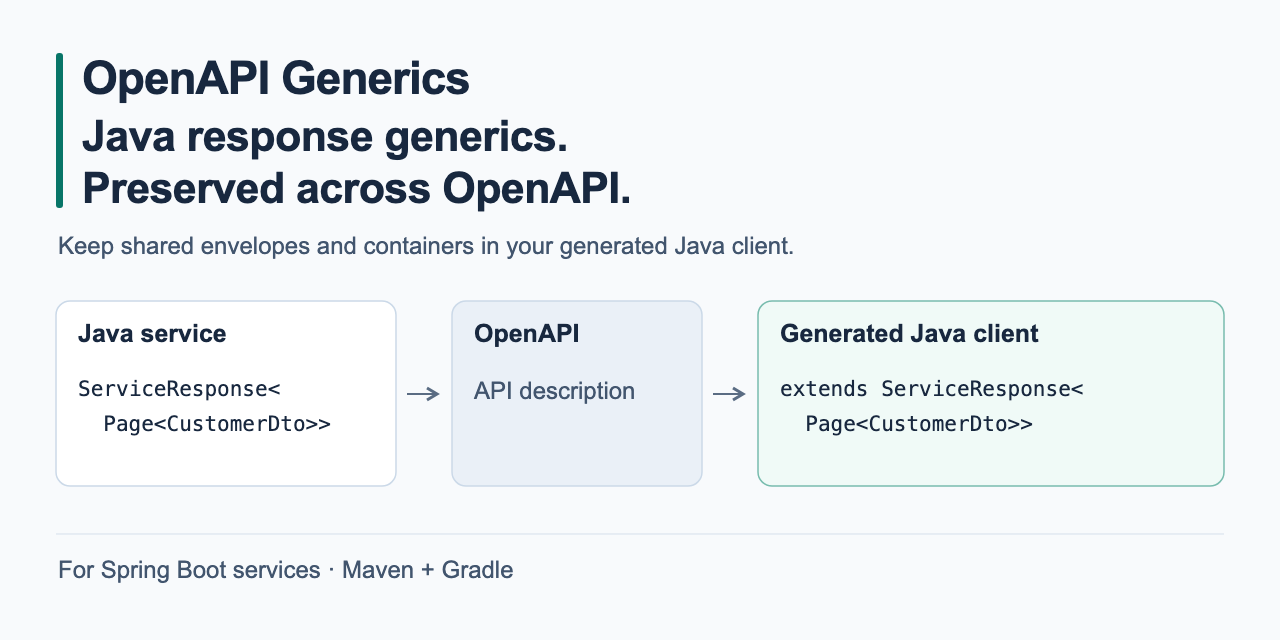 OpenAPI Generics
Java response generics.
Preserved across OpenAPI.
Keep shared envelopes and containers in your generated Java client.
Java service
ServiceResponse<
  Page<CustomerDto>>
OpenAPI
API description
Generated Java client
extends ServiceResponse<
  Page<CustomerDto>>
For Spring Boot services · Maven + Gradle